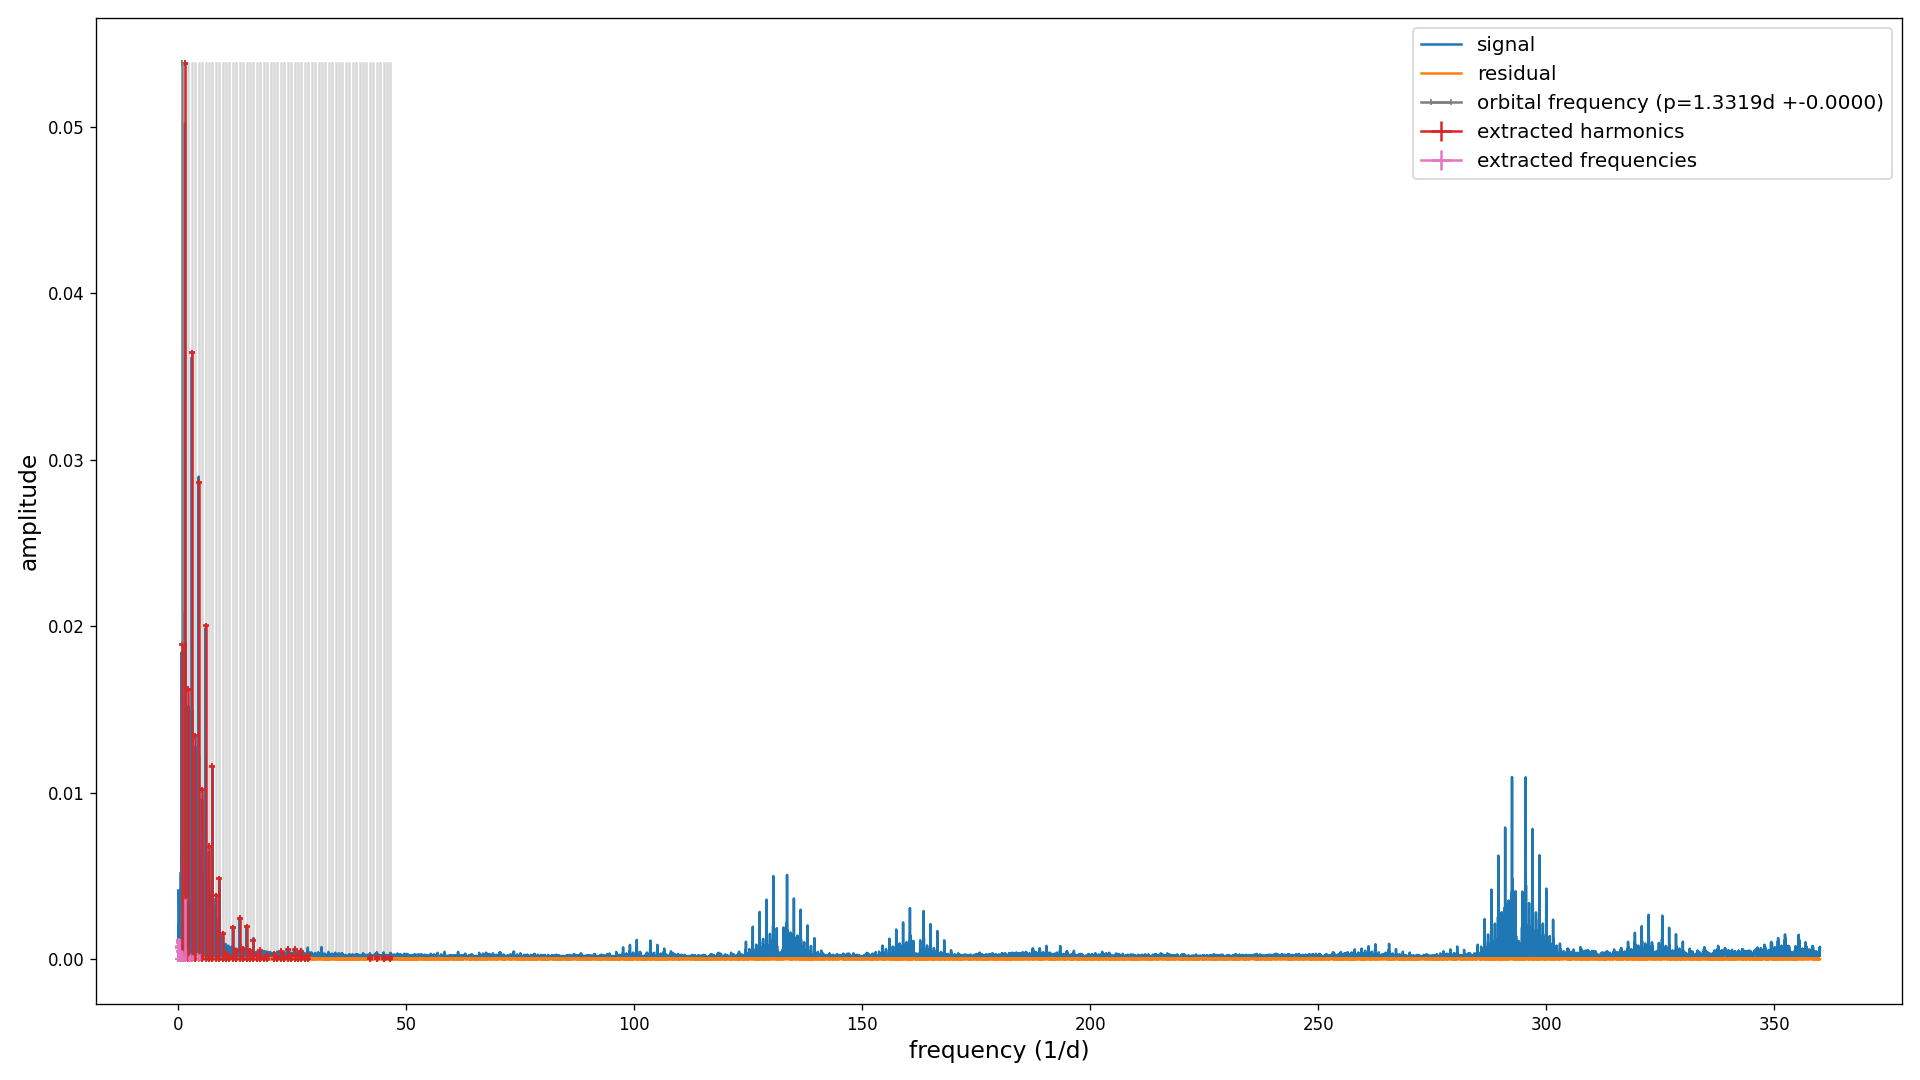 signal
residual
orbital frequency (p=1.3319d +-0.0000)
extracted harmonics
extracted frequencies
amplitude
0.05
0.04
0.03
0.02
0.01
0.00
0 50 100 150 200 250 300 350
frequency (1/d)